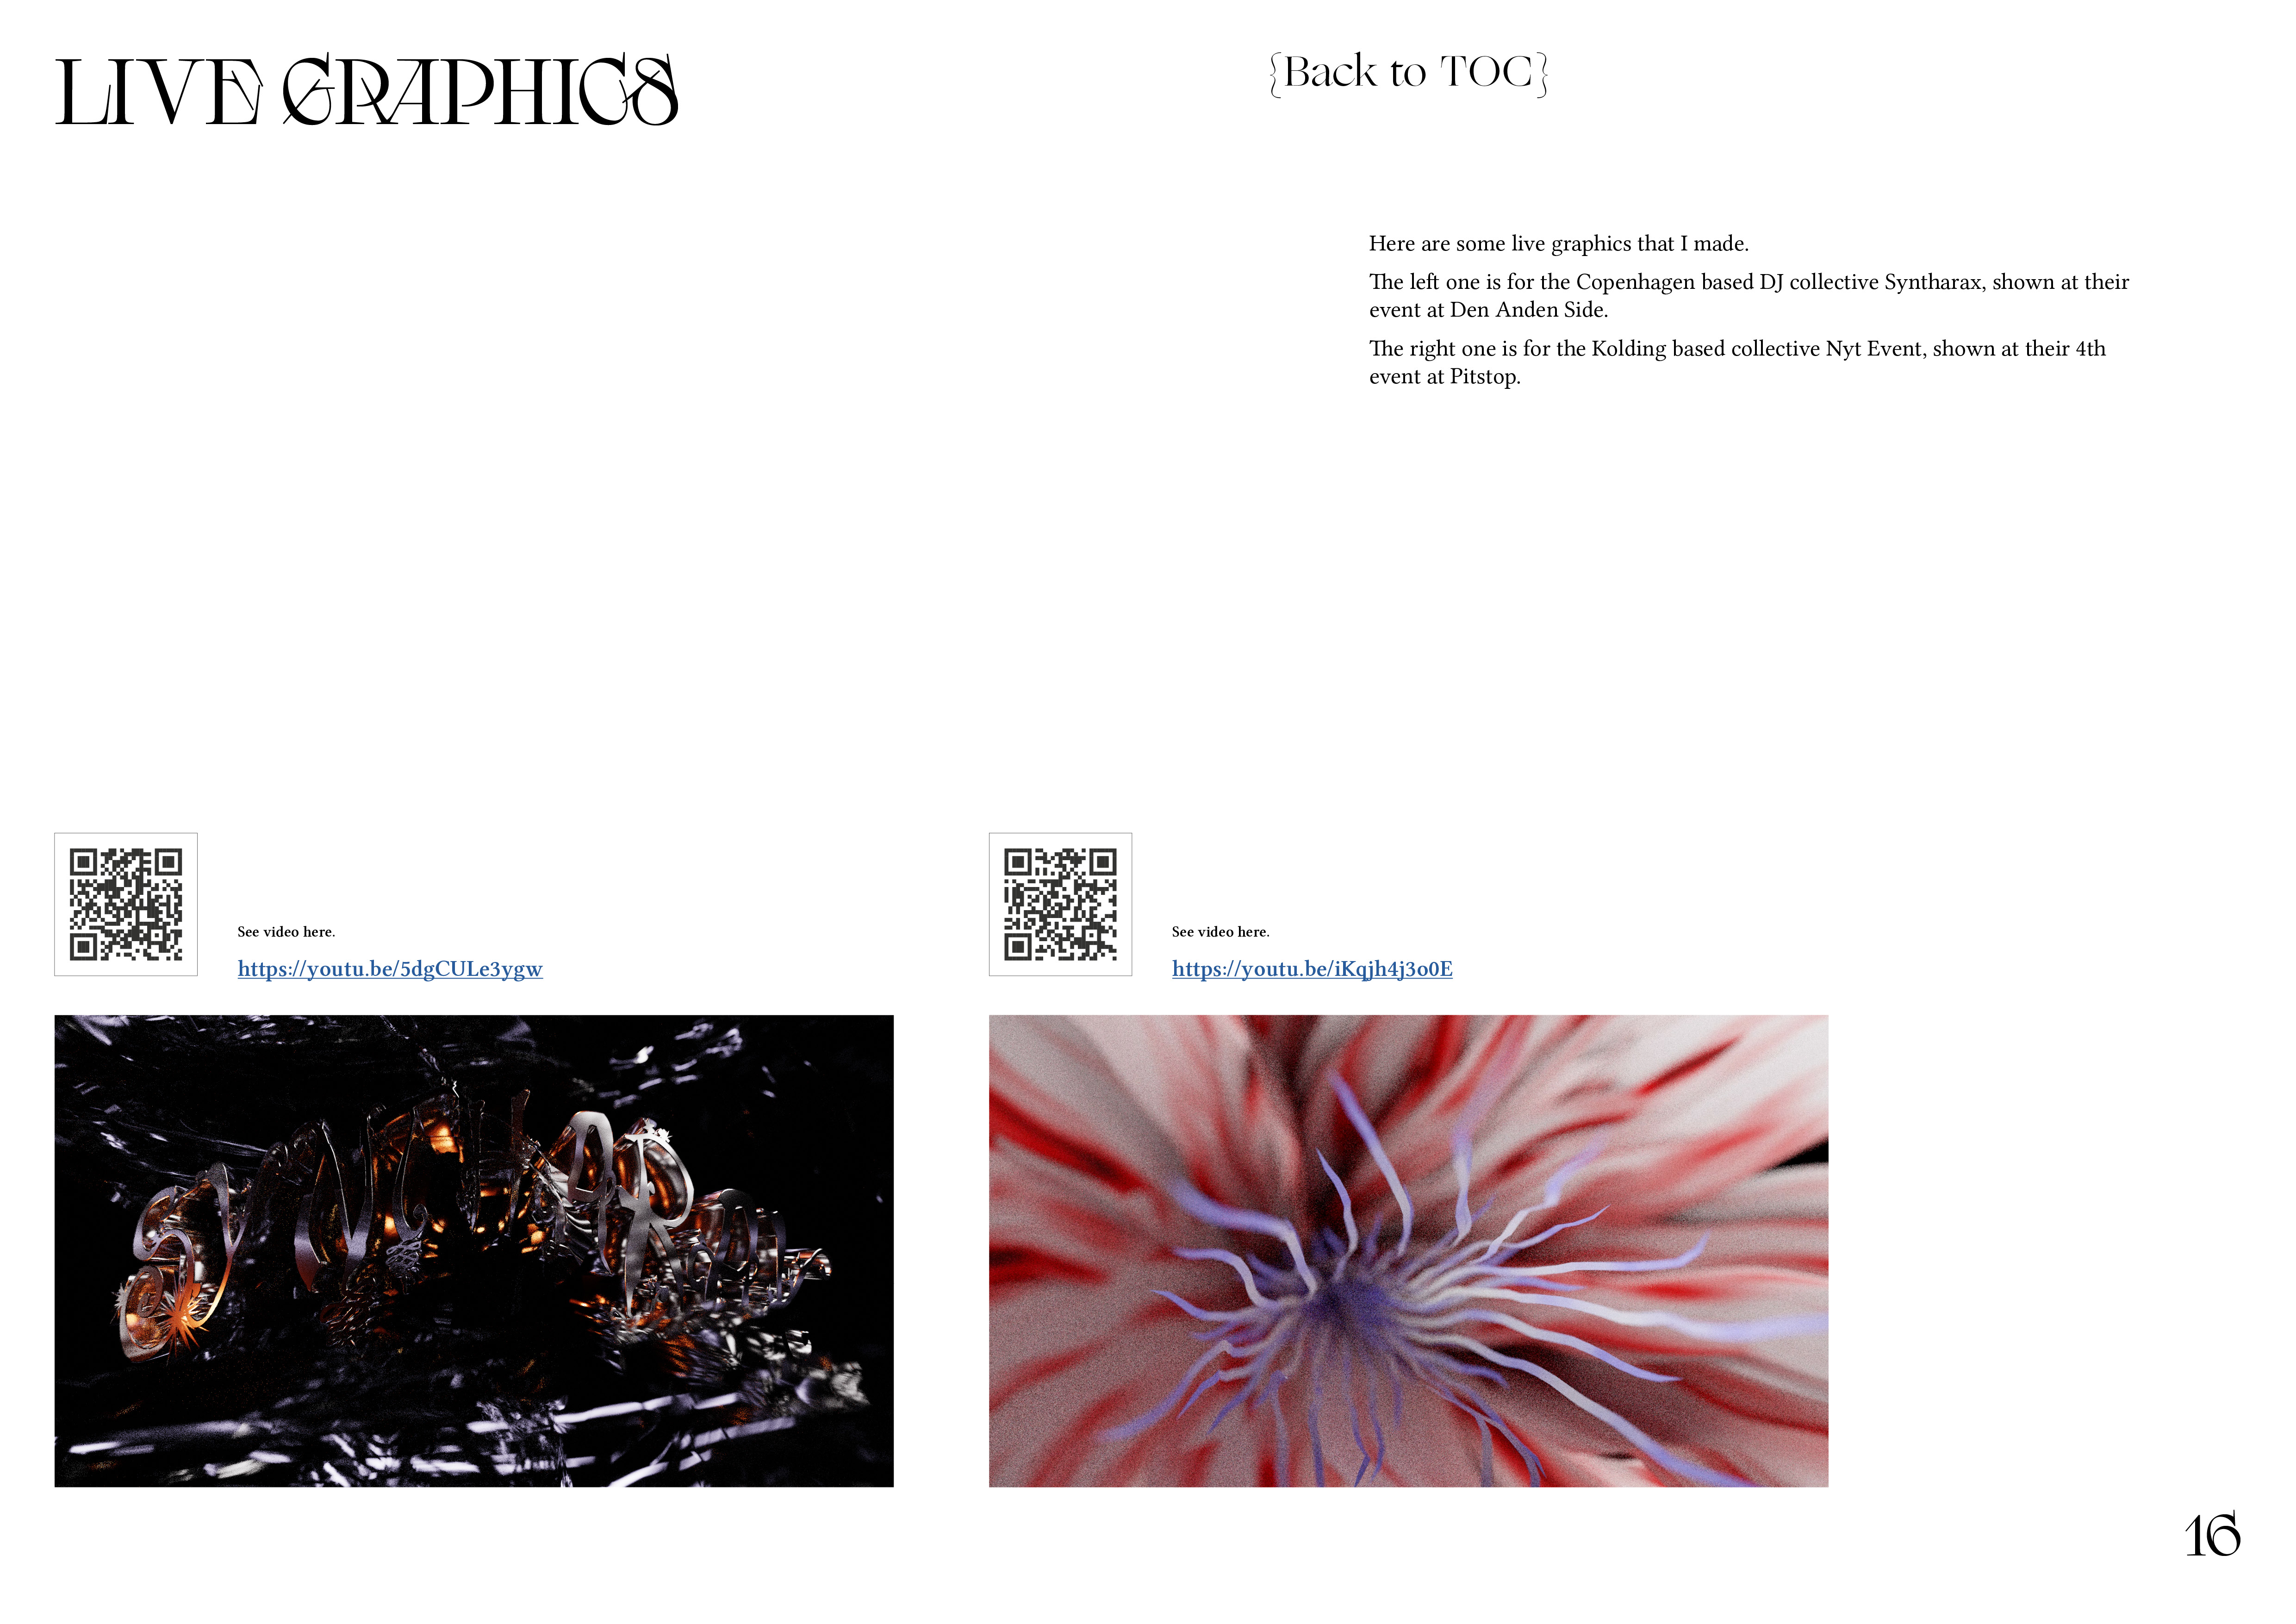 LIVE GRAPHICS
{Back to TOC}
Here are some live graphics that I made.
The left one is for the Copenhagen based DJ collective Syntharax, shown at their
event at Den Anden Side.
The right one is for the Kolding based collective Nyt Event, shown at their 4th
event at Pitstop.
See video here.
https://youtu.be/5dgCULe3ygw
See video here.
https://youtu.be/iKqjh4j3o0E
SYNTHARAX
16